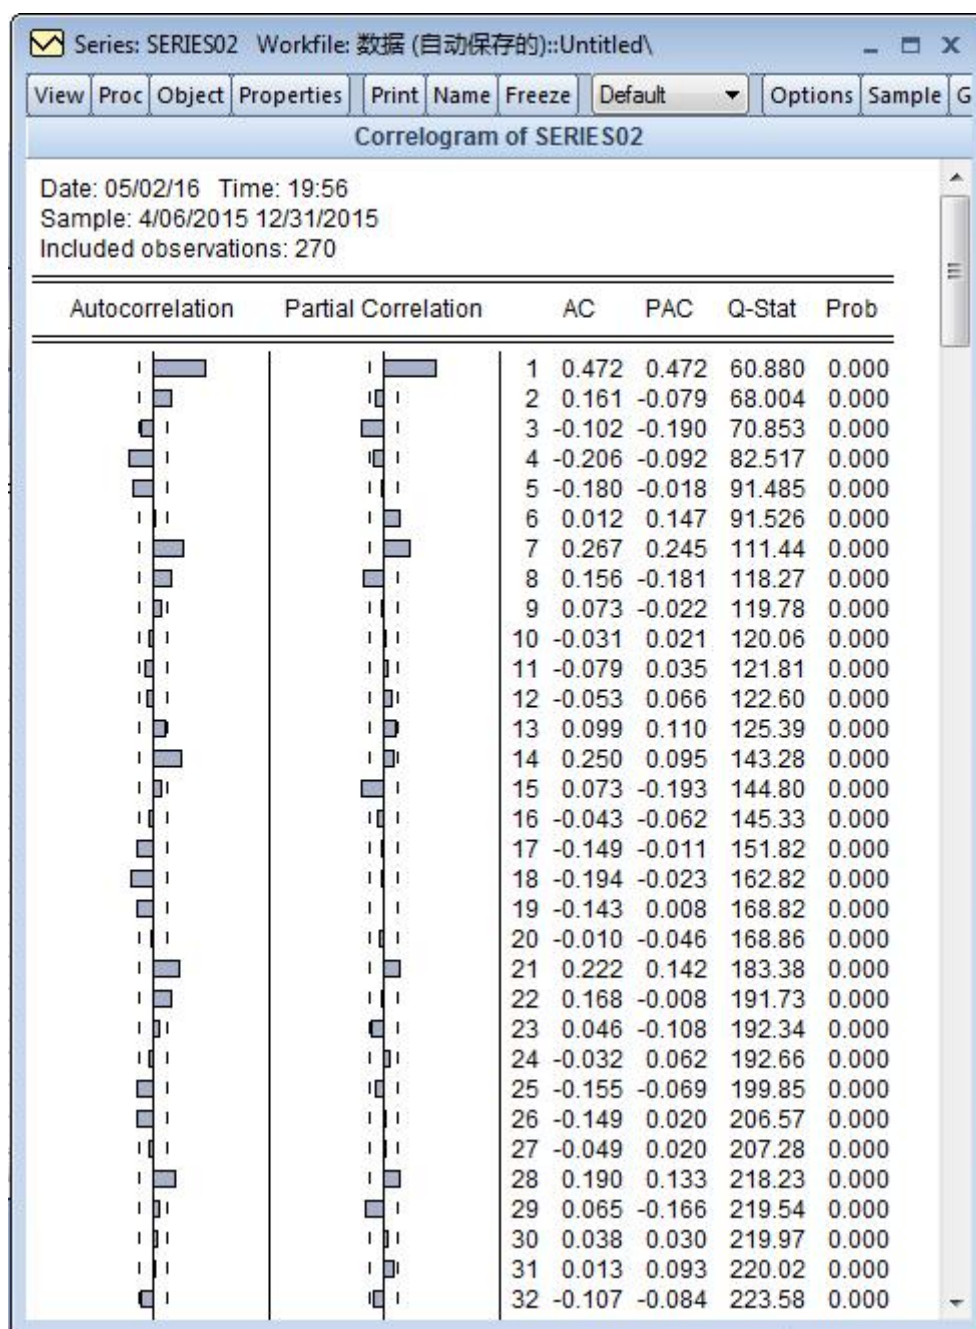 Series: SERIES02 Workfile: 数据 (自动保存的)::Untitled\
View Proc Object Properties Print Name Freeze Default Options Sample G
Correlogram of SERIES02
Date: 05/02/16 Time: 19:56
Sample: 4/06/2015 12/31/2015
Included observations: 270
Autocorrelation Partial Correlation AC PAC Q-Stat Prob
1 0.472 0.472 60.880 0.000
2 0.161 -0.079 68.004 0.000
3 -0.102 -0.190 70.853 0.000
4 -0.206 -0.092 82.517 0.000
5 -0.180 -0.018 91.485 0.000
6 0.012 0.147 91.526 0.000
7 0.267 0.245 111.44 0.000
8 0.156 -0.181 118.27 0.000
9 0.073 -0.022 119.78 0.000
10 -0.031 0.021 120.06 0.000
11 -0.079 0.035 121.81 0.000
12 -0.053 0.066 122.60 0.000
13 0.099 0.110 125.39 0.000
14 0.250 0.095 143.28 0.000
15 0.073 -0.193 144.80 0.000
16 -0.043 -0.062 145.33 0.000
17 -0.149 -0.011 151.82 0.000
18 -0.194 -0.023 162.82 0.000
19 -0.143 0.008 168.82 0.000
20 -0.010 -0.046 168.86 0.000
21 0.222 0.142 183.38 0.000
22 0.168 -0.008 191.73 0.000
23 0.046 -0.108 192.34 0.000
24 -0.032 0.062 192.66 0.000
25 -0.155 -0.069 199.85 0.000
26 -0.149 0.020 206.57 0.000
27 -0.049 0.020 207.28 0.000
28 0.190 0.133 218.23 0.000
29 0.065 -0.166 219.54 0.000
30 0.038 0.030 219.97 0.000
31 0.013 0.093 220.02 0.000
32 -0.107 -0.084 223.58 0.000